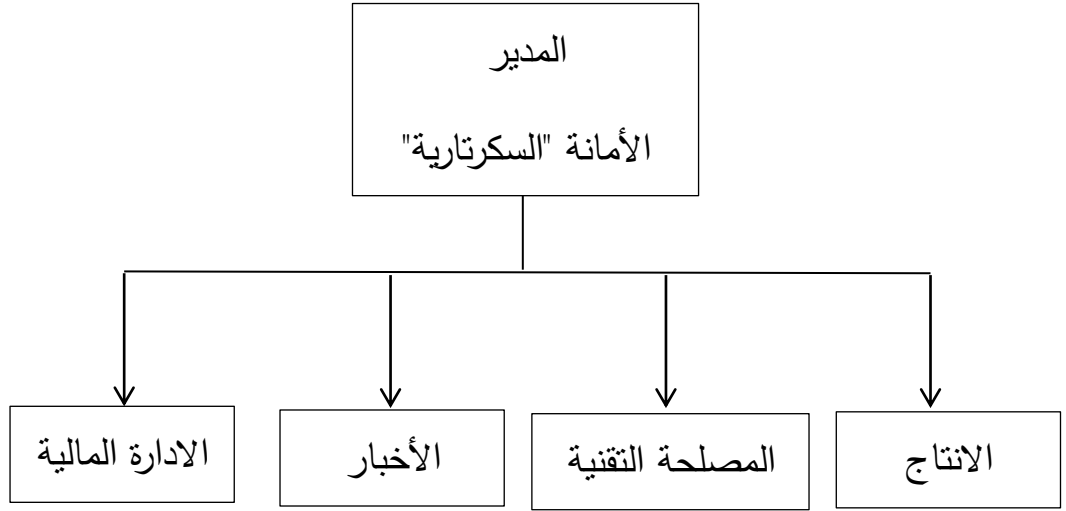 المدير
الأمانة "السكرتارية"
الانتاج
المصلحة التقنية
الأخبار
الادارة المالية